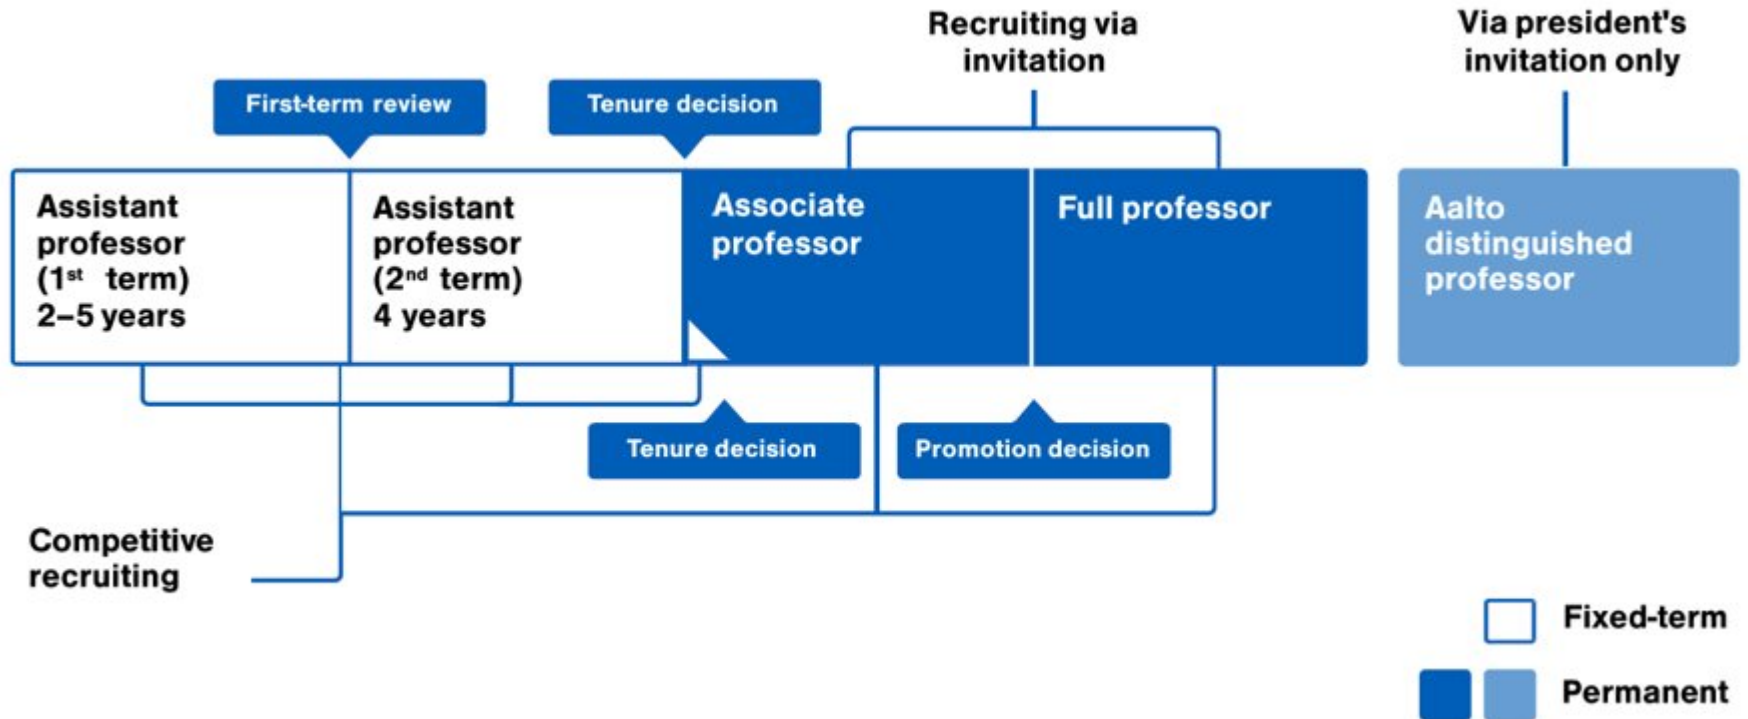 Recruiting via
invitation
Via president's
invitation only
First-term review
Tenure decision
Assistant
professor
(1st term)
2–5 years
Assistant
professor
(2nd term)
4 years
Associate
professor
Full professor
Aalto
distinguished
professor
Tenure decision
Promotion decision
Competitive
recruiting
Fixed-term
Permanent